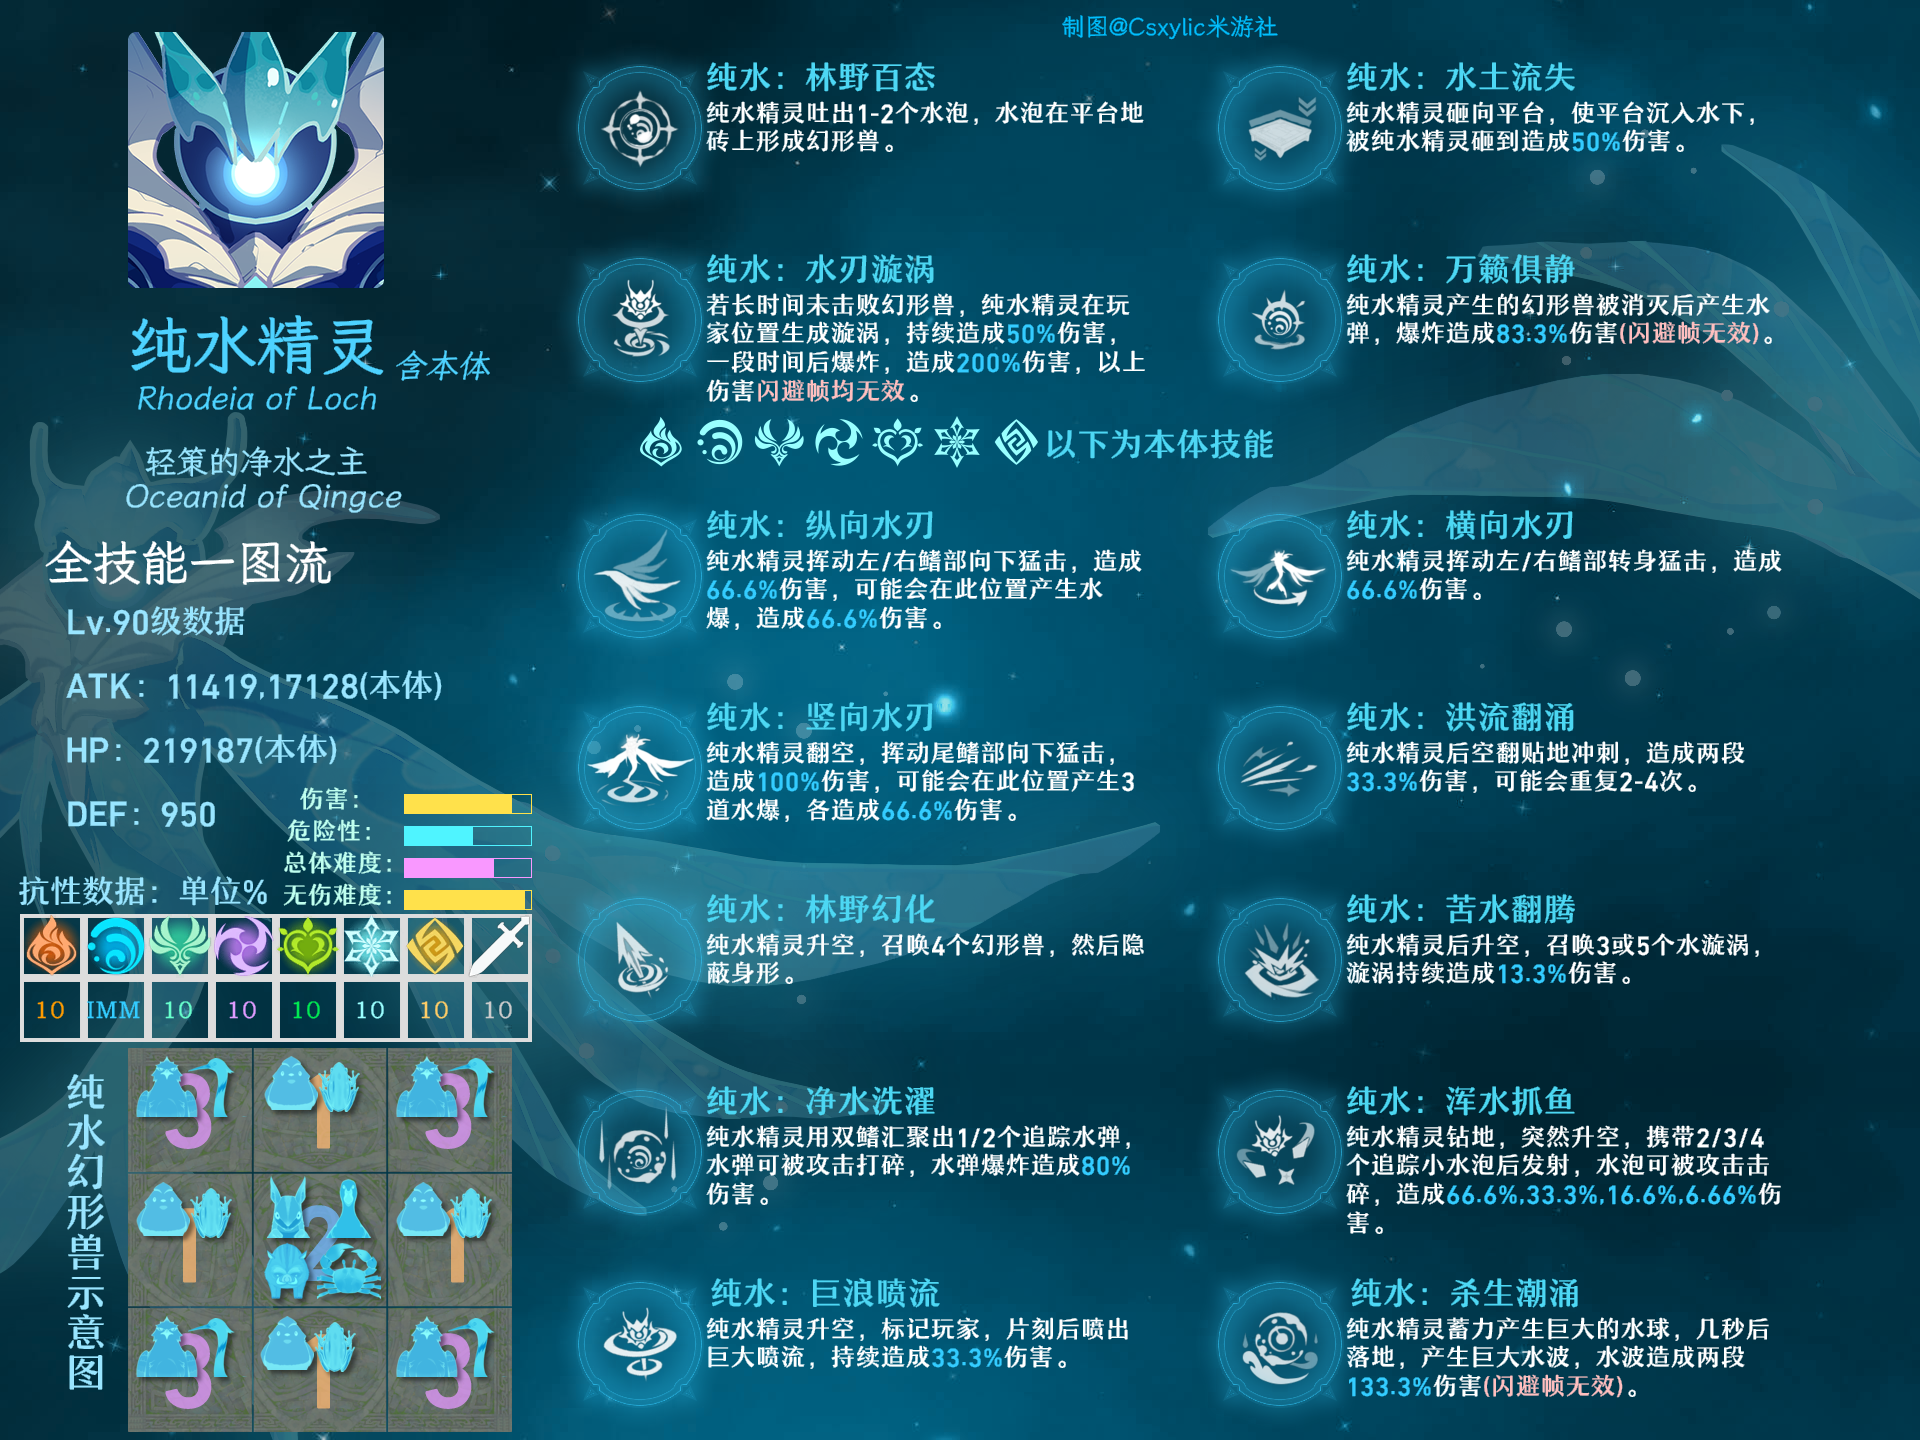 制图@Csxylic米游社
纯水精灵 含本体
Rhodeia of Loch
轻策的净水之主
Oceanid of Qingce
全技能一图流
Lv.90级数据
ATK：11419,17128(本体)
HP：219187(本体)
DEF：950
伤害：
危险性：
总体难度：
无伤难度：
抗性数据：单位%
10 IMM 10 10 10 10 10 10
纯水幻形兽示意图
3 1 3
1 2 1
3 1 3
纯水：林野百态
纯水精灵吐出1-2个水泡，水泡在平台地
砖上形成幻形兽。
纯水：水土流失
纯水精灵砸向平台，使平台沉入水下，
被纯水精灵砸到造成50%伤害。
纯水：水刃漩涡
若长时间未击败幻形兽，纯水精灵在玩
家位置生成漩涡，持续造成50%伤害，
一段时间后爆炸，造成200%伤害，以上
伤害闪避帧均无效。
纯水：万籁俱静
纯水精灵产生的幻形兽被消灭后产生水
弹，爆炸造成83.3%伤害(闪避帧无效)。
以下为本体技能
纯水：纵向水刃
纯水精灵挥动左/右鳍部向下猛击，造成
66.6%伤害，可能会在此位置产生水
爆，造成66.6%伤害。
纯水：横向水刃
纯水精灵挥动左/右鳍部转身猛击，造成
66.6%伤害。
纯水：竖向水刃
纯水精灵翻空，挥动尾鳍部向下猛击，
造成100%伤害，可能会在此位置产生3
道水爆，各造成66.6%伤害。
纯水：洪流翻涌
纯水精灵后空翻贴地冲刺，造成两段
33.3%伤害，可能会重复2-4次。
纯水：林野幻化
纯水精灵升空，召唤4个幻形兽，然后隐
蔽身形。
纯水：苦水翻腾
纯水精灵后升空，召唤3或5个水漩涡，
漩涡持续造成13.3%伤害。
纯水：净水洗濯
纯水精灵用双鳍汇聚出1/2个追踪水弹，
水弹可被攻击打碎，水弹爆炸造成80%
伤害。
纯水：浑水抓鱼
纯水精灵钻地，突然升空，携带2/3/4
个追踪小水泡后发射，水泡可被攻击击
碎，造成66.6%,33.3%,16.6%,6.66%伤
害。
纯水：巨浪喷流
纯水精灵升空，标记玩家，片刻后喷出
巨大喷流，持续造成33.3%伤害。
纯水：杀生潮涌
纯水精灵蓄力产生巨大的水球，几秒后
落地，产生巨大水波，水波造成两段
133.3%伤害(闪避帧无效)。